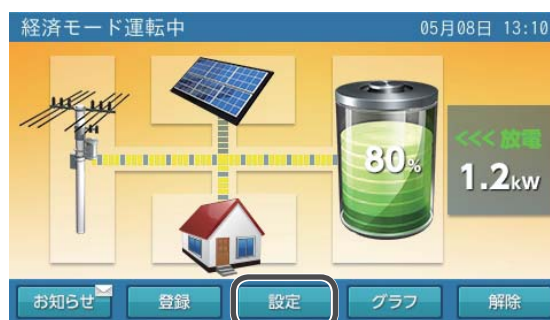 経済モード運転中 05月08日 13:10
<<< 放電
80% 1.2kW
お知らせ 登録 設定 グラフ 解除